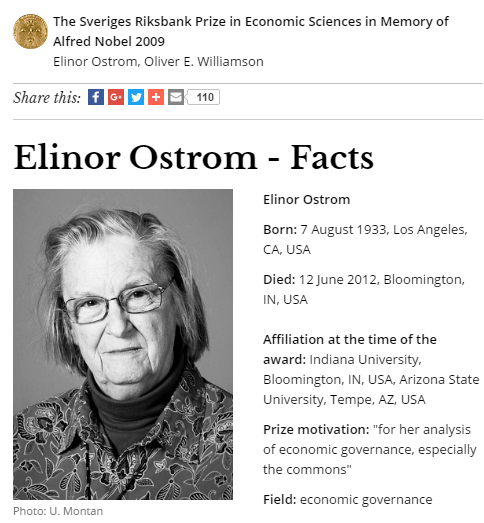 The Sveriges Riksbank Prize in Economic Sciences in Memory of
Alfred Nobel 2009
Elinor Ostrom, Oliver E. Williamson
Share this: f G+ + 110
Elinor Ostrom - Facts
Elinor Ostrom
Born: 7 August 1933, Los Angeles,
CA, USA
Died: 12 June 2012, Bloomington,
IN, USA
Affiliation at the time of the
award: Indiana University,
Bloomington, IN, USA, Arizona State
University, Tempe, AZ, USA
Prize motivation: "for her analysis
of economic governance, especially
the commons"
Field: economic governance
Photo: U. Montan